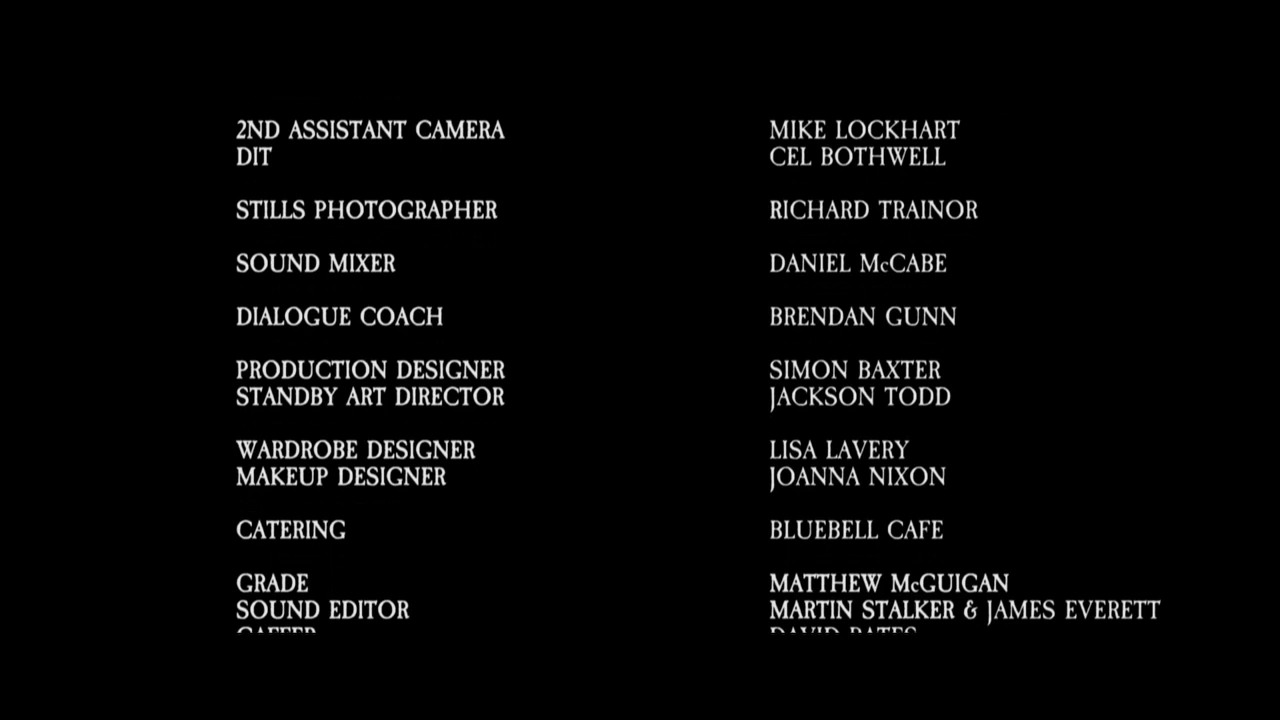 2ND ASSISTANT CAMERA MIKE LOCKHART
DIT CEL BOTHWELL
STILLS PHOTOGRAPHER RICHARD TRAINOR
SOUND MIXER DANIEL McCABE
DIALOGUE COACH BRENDAN GUNN
PRODUCTION DESIGNER SIMON BAXTER
STANDBY ART DIRECTOR JACKSON TODD
WARDROBE DESIGNER LISA LAVERY
MAKEUP DESIGNER JOANNA NIXON
CATERING BLUEBELL CAFE
GRADE MATTHEW McGUIGAN
SOUND EDITOR MARTIN STALKER & JAMES EVERETT
GAFFER DAVID